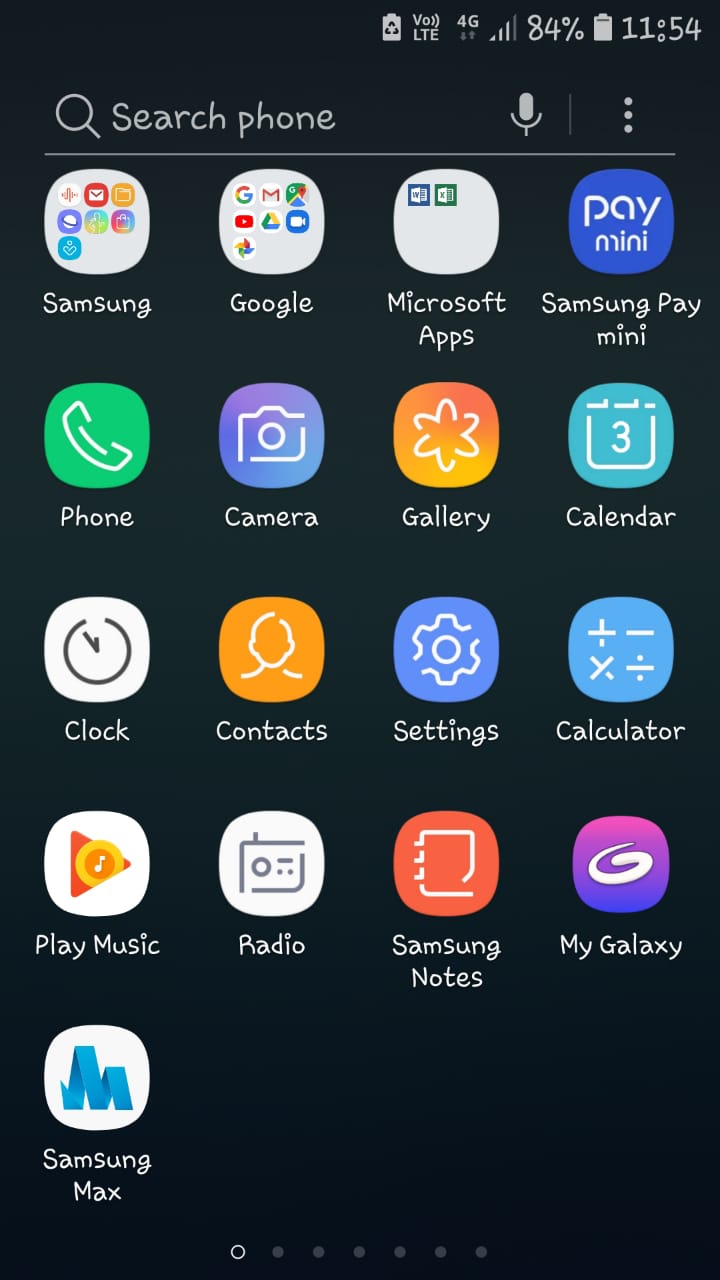 Vo)) LTE 4G 84% 11:54
Search phone
pay mini
Samsung Google Microsoft Apps Samsung Pay mini
3
Phone Camera Gallery Calendar
Clock Contacts Settings Calculator
Play Music Radio Samsung Notes My Galaxy
Samsung Max